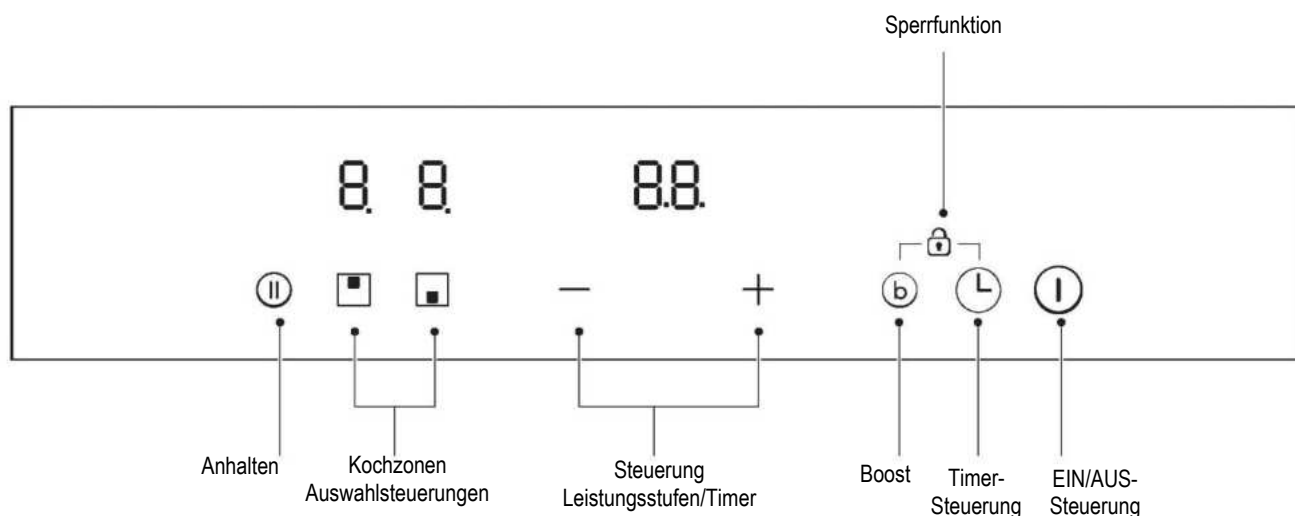 Sperrfunktion
8. 8. 8.8.
b
Anhalten
Kochzonen
Auswahlsteuerungen
Steuerung
Leistungsstufen/Timer
Boost
Timer-
Steuerung
EIN/AUS-
Steuerung